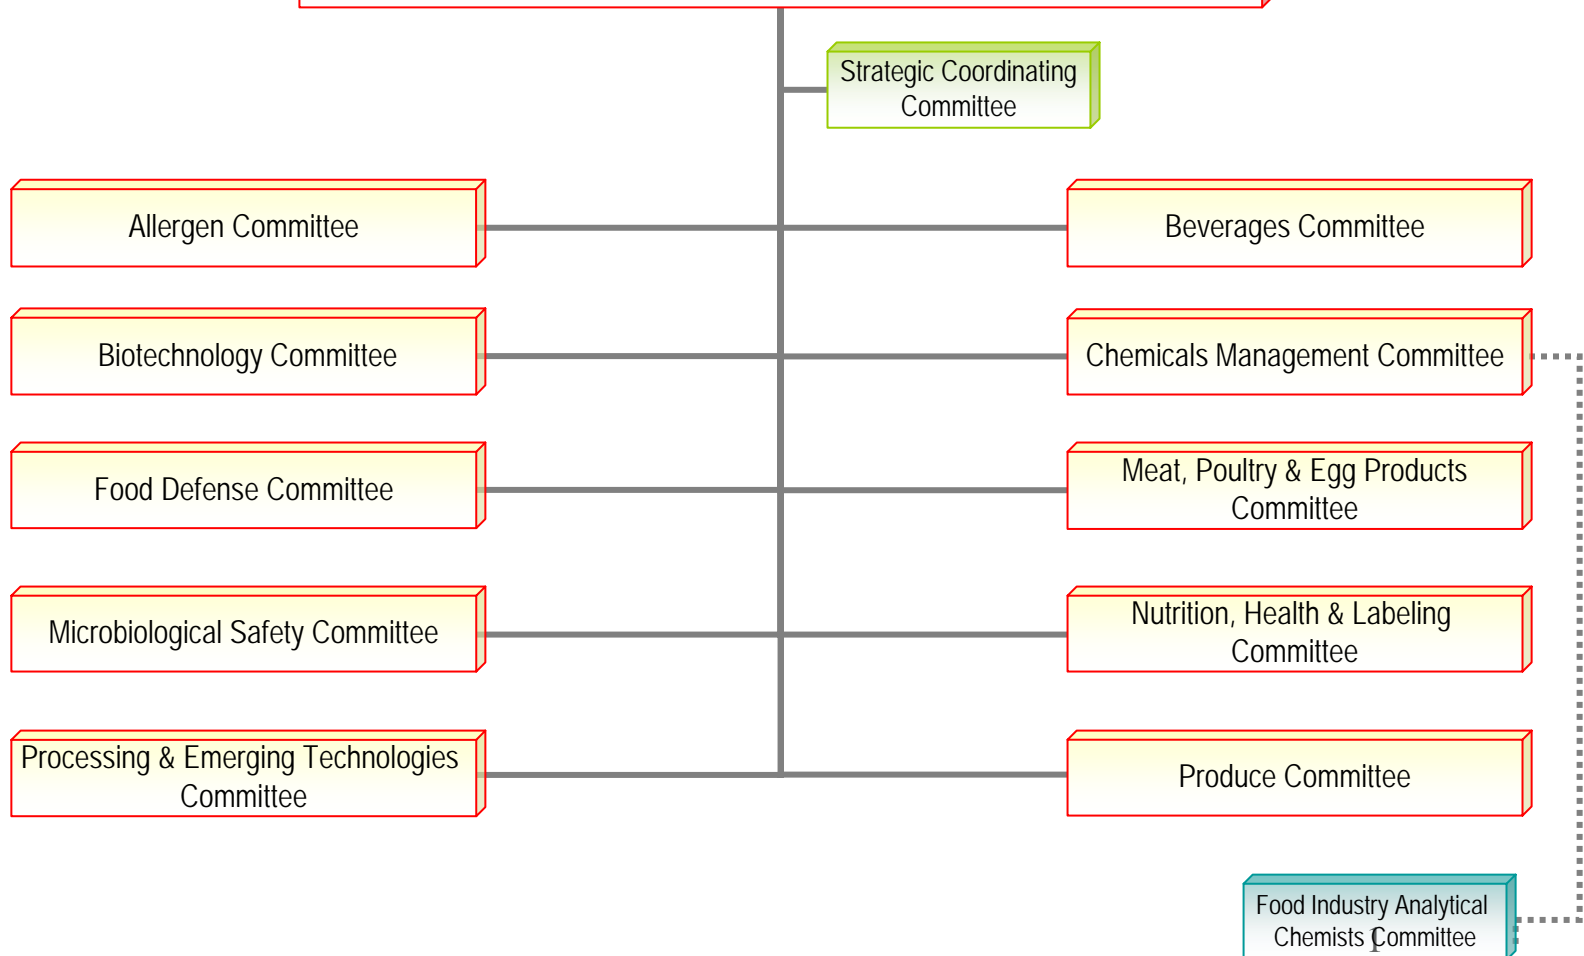 Strategic Coordinating
Committee
Allergen Committee
Beverages Committee
Biotechnology Committee
Chemicals Management Committee
Food Defense Committee
Meat, Poultry & Egg Products
Committee
Microbiological Safety Committee
Nutrition, Health & Labeling
Committee
Processing & Emerging Technologies
Committee
Produce Committee
Food Industry Analytical
Chemists Committee
1